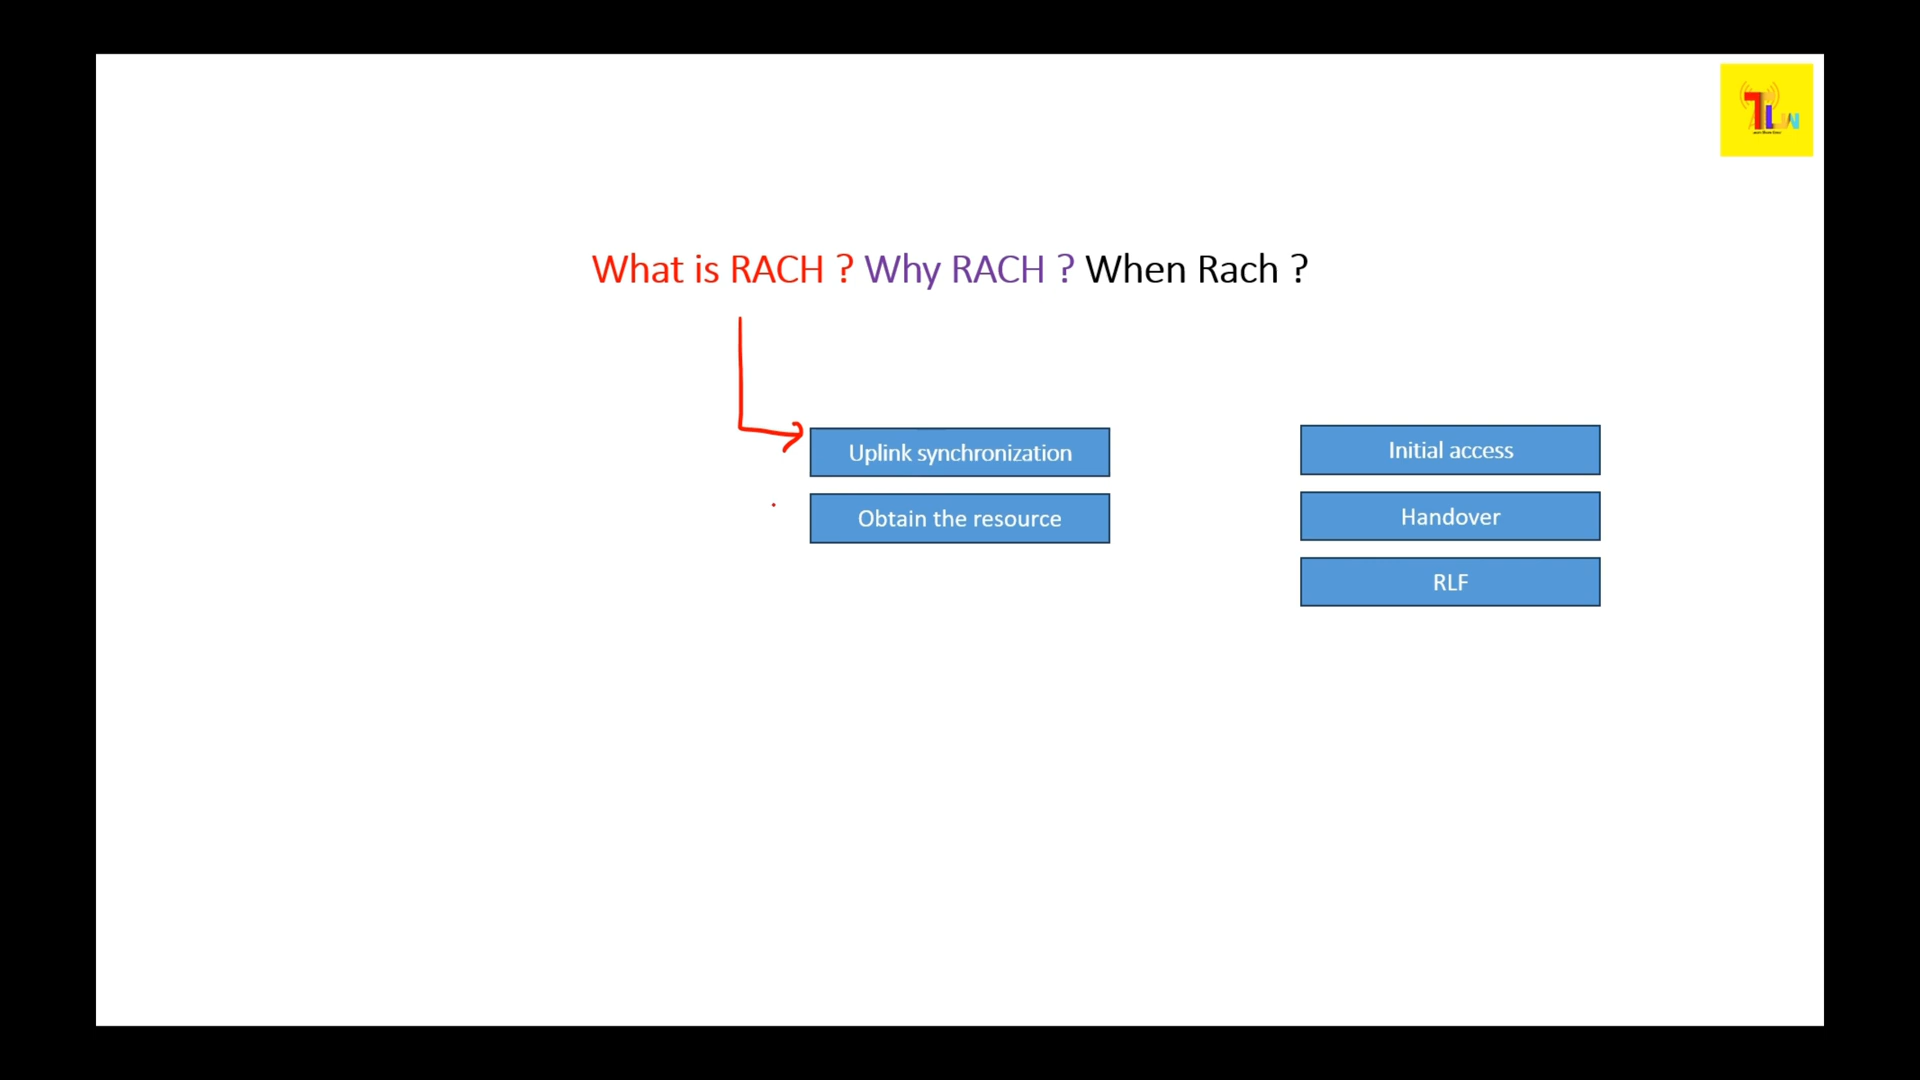 What is RACH ? Why RACH ? When Rach ?
Uplink synchronization
Obtain the resource
Initial access
Handover
RLF